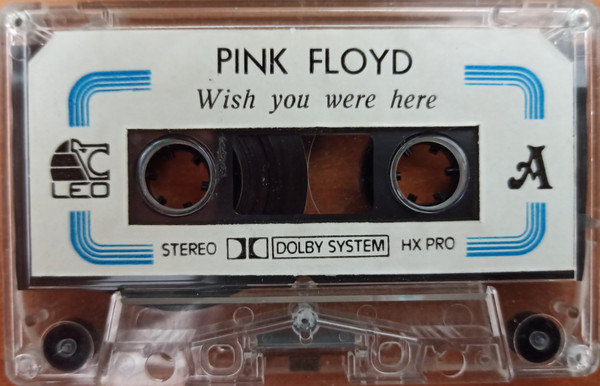 PINK FLOYD
Wish you were here
LEO
A
STEREO DOLBY SYSTEM HX PRO